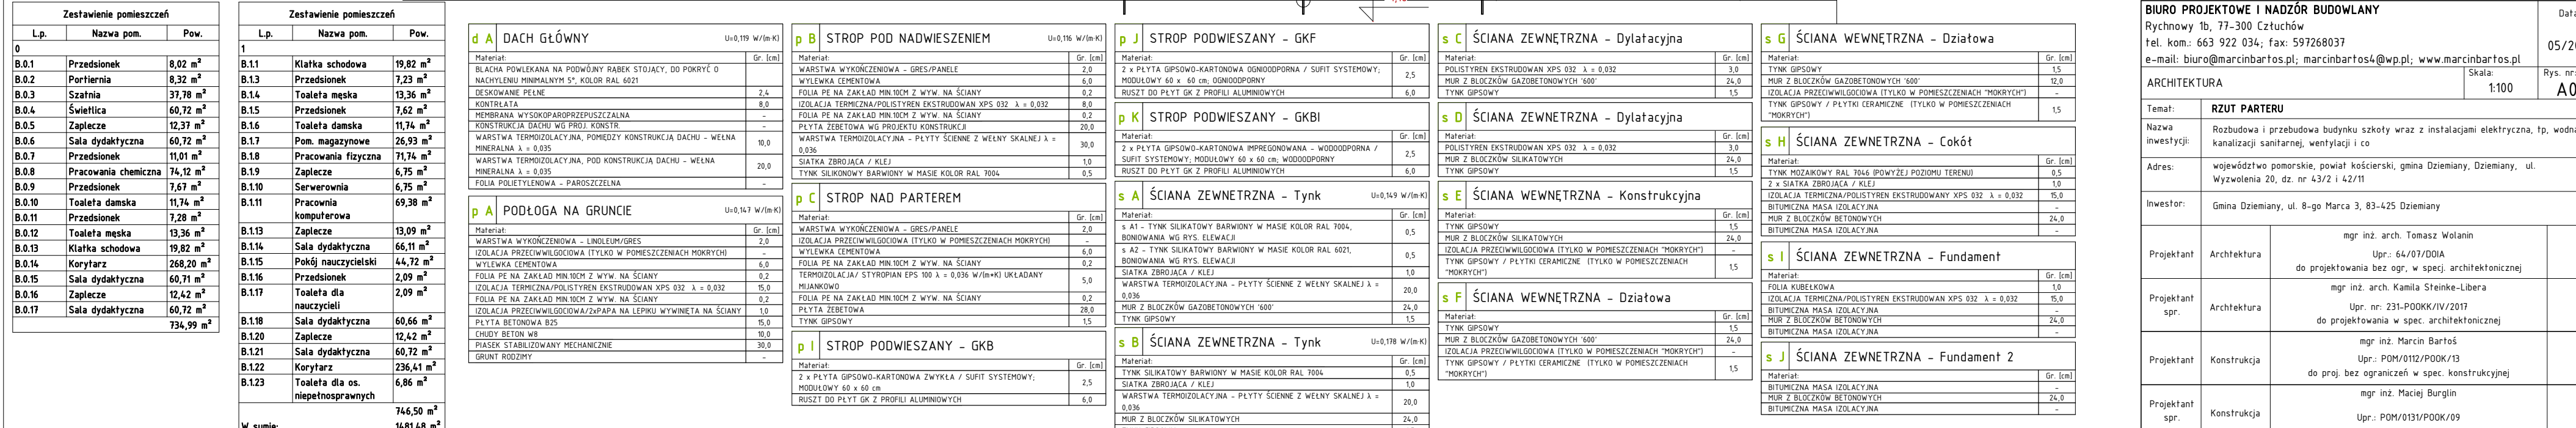 Zestawienie pomieszczeń
L.p. Nazwa pom. Pow.
0
B.0.1 Przedsionek 8,02 m²
B.0.2 Portiernia 8,32 m²
B.0.3 Szatnia 37,78 m²
B.0.4 Świetlica 60,72 m²
B.0.5 Zaplecze 12,37 m²
B.0.6 Sala dydaktyczna 60,72 m²
B.0.7 Przedsionek 11,01 m²
B.0.8 Pracowania chemiczna 74,12 m²
B.0.9 Przedsionek 7,67 m²
B.0.10 Toaleta damska 11,74 m²
B.0.11 Przedsionek 7,28 m²
B.0.12 Toaleta męska 13,36 m²
B.0.13 Klatka schodowa 19,82 m²
B.0.14 Korytarz 268,20 m²
B.0.15 Sala dydaktyczna 60,71 m²
B.0.16 Zaplecze 12,42 m²
B.0.17 Sala dydaktyczna 60,72 m²
734,99 m²
Zestawienie pomieszczeń
L.p. Nazwa pom. Pow.
1
B.1.1 Klatka schodowa 19,82 m²
B.1.3 Przedsionek 7,23 m²
B.1.4 Toaleta męska 13,36 m²
B.1.5 Przedsionek 7,62 m²
B.1.6 Toaleta damska 11,74 m²
B.1.7 Pom. magazynowe 26,93 m²
B.1.8 Pracowania fizyczna 71,74 m²
B.1.9 Zaplecze 6,75 m²
B.1.10 Serwerownia 6,75 m²
B.1.11 Pracownia 69,38 m²
komputerowa
B.1.13 Zaplecze 13,09 m²
B.1.14 Sala dydaktyczna 66,11 m²
B.1.15 Pokój nauczycielski 44,72 m²
B.1.16 Przedsionek 2,09 m²
B.1.17 Toaleta dla 2,09 m²
nauczycieli
B.1.18 Sala dydaktyczna 60,66 m²
B.1.20 Zaplecze 12,42 m²
B.1.21 Sala dydaktyczna 60,72 m²
B.1.22 Korytarz 236,41 m²
B.1.23 Toaleta dla os. 6,86 m²
niepełnosprawnych
746,50 m²
W sumie: 1481,48 m²
d A DACH GŁÓWNY U=0,119 W/(m·K)
Materiał: Gr. [cm]
BLACHA POWLEKANA NA PODWÓJNY RĄBEK STOJĄCY, DO POKRYĆ O
NACHYLENIU MINIMALNYM 5°, KOLOR RAL 6021
DESKOWANIE PEŁNE 2,4
KONTRŁATA 8,0
MEMBRANA WYSOKOPAROPRZEPUSZCZALNA -
KONSTRUKCJA DACHU WG PROJ. KONSTR. -
WARSTWA TERMOIZOLACYJNA, POMIĘDZY KONSTRUKCJĄ DACHU - WEŁNA
MINERALNA λ = 0,035 10,0
WARSTWA TERMOIZOLACYJNA, POD KONSTRUKCJĄ DACHU - WEŁNA
MINERALNA λ = 0,035 20,0
FOLIA POLIETYLENOWA - PAROSZCZELNA -
p A PODŁOGA NA GRUNCIE U=0,147 W/(m·K)
Materiał: Gr. [cm]
WARSTWA WYKOŃCZENIOWA - LINOLEUM/GRES 2,0
IZOLACJA PRZECIWWILGOCIOWA (TYLKO W POMIESZCZENIACH MOKRYCH) -
WYLEWKA CEMENTOWA 6,0
FOLIA PE NA ZAKŁAD MIN.10CM Z WYW. NA ŚCIANY 0,2
IZOLACJA TERMICZNA/POLISTYREN EKSTRUDOWAN XPS 032 λ = 0,032 15,0
FOLIA PE NA ZAKŁAD MIN.10CM Z WYW. NA ŚCIANY 0,2
IZOLACJA PRZECIWWILGOCIOWA/2xPAPA NA LEPIKU WYWINIĘTA NA ŚCIANY 1,0
PŁYTA BETONOWA B25 15,0
CHUDY BETON W8 10,0
PIASEK STABILIZOWANY MECHANICZNIE 30,0
GRUNT RODZIMY -
p B STROP POD NADWIESZENIEM U=0,116 W/(m·K)
Materiał: Gr. [cm]
WARSTWA WYKOŃCZENIOWA - GRES/PANELE 2,0
WYLEWKA CEMENTOWA 6,0
FOLIA PE NA ZAKŁAD MIN.10CM Z WYW. NA ŚCIANY 0,2
IZOLACJA TERMICZNA/POLISTYREN EKSTRUDOWAN XPS 032 λ = 0,032 8,0
FOLIA PE NA ZAKŁAD MIN.10CM Z WYW. NA ŚCIANY 0,2
PŁYTA ŻEBETOWA WG PROJEKTU KONSTRUKCJI 20,0
WARSTWA TERMOIZOLACYJNA - PŁYTY ŚCIENNE Z WEŁNY SKALNEJ λ =
0,036 30,0
SIATKA ZBROJĄCA / KLEJ 1,0
TYNK SILIKONOWY BARWIONY W MASIE KOLOR RAL 7004 0,5
p C STROP NAD PARTEREM
Materiał: Gr. [cm]
WARSTWA WYKOŃCZENIOWA - GRES/PANELE 2,0
IZOLACJA PRZECIWWILGOCIOWA (TYLKO W POMIESZCZENIACH MOKRYCH) -
WYLEWKA CEMENTOWA 6,0
FOLIA PE NA ZAKŁAD MIN.10CM Z WYW. NA ŚCIANY 0,2
TERMOIZOLACJA/ STYROPIAN EPS 100 λ = 0,036 W/(m*K) UKŁADANY
MIJANKOWO 5,0
FOLIA PE NA ZAKŁAD MIN.10CM Z WYW. NA ŚCIANY 0,2
PŁYTA ŻEBETOWA 28,0
TYNK GIPSOWY 1,5
p I STROP PODWIESZANY - GKB
Materiał: Gr. [cm]
2 x PŁYTA GIPSOWO-KARTONOWA ZWYKŁA / SUFIT SYSTEMOWY;
MODUŁOWY 60 x 60 cm 2,5
RUSZT DO PŁYT GK Z PROFILI ALUMINIOWYCH 6,0
p J STROP PODWIESZANY - GKF
Materiał: Gr. [cm]
2 x PŁYTA GIPSOWO-KARTONOWA OGNIOODPORNA / SUFIT SYSTEMOWY;
MODUŁOWY 60 x 60 cm; OGNIOODPORNY 2,5
RUSZT DO PŁYT GK Z PROFILI ALUMINIOWYCH 6,0
p K STROP PODWIESZANY - GKBI
Materiał: Gr. [cm]
2 x PŁYTA GIPSOWO-KARTONOWA IMPREGONOWANA - WODOODPORNA /
SUFIT SYSTEMOWY; MODUŁOWY 60 x 60 cm; WODOODPORNY 2,5
RUSZT DO PŁYT GK Z PROFILI ALUMINIOWYCH 6,0
s A ŚCIANA ZEWNĘTRZNA - Tynk U=0,149 W/(m·K)
Materiał: Gr. [cm]
s A1 - TYNK SILIKATOWY BARWIONY W MASIE KOLOR RAL 7004,
BONIOWANIA WG RYS. ELEWACJI 0,5
s A2 - TYNK SILIKATOWY BARWIONY W MASIE KOLOR RAL 6021,
BONIOWANIA WG RYS. ELEWACJI 0,5
SIATKA ZBROJĄCA / KLEJ 1,0
WARSTWA TERMOIZOLACYJNA - PŁYTY ŚCIENNE Z WEŁNY SKALNEJ λ =
0,036 20,0
MUR Z BLOCZKÓW GAZOBETONOWYCH '600' 24,0
TYNK GIPSOWY 1,5
s B ŚCIANA ZEWNĘTRZNA - Tynk U=0,178 W/(m·K)
Materiał: Gr. [cm]
TYNK SILIKATOWY BARWIONY W MASIE KOLOR RAL 7004 0,5
SIATKA ZBROJĄCA / KLEJ 1,0
WARSTWA TERMOIZOLACYJNA - PŁYTY ŚCIENNE Z WEŁNY SKALNEJ λ =
0,036 20,0
MUR Z BLOCZKÓW SILIKATOWYCH 24,0
s C ŚCIANA ZEWNĘTRZNA - Dylatacyjna
Materiał: Gr. [cm]
POLISTYREN EKSTRUDOWAN XPS 032 λ = 0,032 3,0
MUR Z BLOCZKÓW GAZOBETONOWYCH '600' 24,0
TYNK GIPSOWY 1,5
s D ŚCIANA ZEWNĘTRZNA - Dylatacyjna
Materiał: Gr. [cm]
POLISTYREN EKSTRUDOWAN XPS 032 λ = 0,032 3,0
MUR Z BLOCZKÓW SILIKATOWYCH 24,0
TYNK GIPSOWY 1,5
s E ŚCIANA WEWNĘTRZNA - Konstrukcyjna
Materiał: Gr. [cm]
TYNK GIPSOWY 1,5
MUR Z BLOCZKÓW SILIKATOWYCH 24,0
IZOLACJA PRZECIWWILGOCIOWA (TYLKO W POMIESZCZENIACH "MOKRYCH") -
TYNK GIPSOWY / PŁYTKI CERAMICZNE (TYLKO W POMIESZCZENIACH
"MOKRYCH") 1,5
s F ŚCIANA WEWNĘTRZNA - Działowa
Materiał: Gr. [cm]
TYNK GIPSOWY 1,5
MUR Z BLOCZKÓW GAZOBETONOWYCH '600' 24,0
IZOLACJA PRZECIWWILGOCIOWA (TYLKO W POMIESZCZENIACH "MOKRYCH") -
TYNK GIPSOWY / PŁYTKI CERAMICZNE (TYLKO W POMIESZCZENIACH
"MOKRYCH") 1,5
s G ŚCIANA WEWNĘTRZNA - Działowa
Materiał: Gr. [cm]
TYNK GIPSOWY 1,5
MUR Z BLOCZKÓW GAZOBETONOWYCH '600' 12,0
IZOLACJA PRZECIWWILGOCIOWA (TYLKO W POMIESZCZENIACH "MOKRYCH") -
TYNK GIPSOWY / PŁYTKI CERAMICZNE (TYLKO W POMIESZCZENIACH
"MOKRYCH") 1,5
s H ŚCIANA ZEWNĘTRZNA - Cokół
Materiał: Gr. [cm]
TYNK MOZAIKOWY RAL 7046 (POWYŻEJ POZIOMU TERENU) 0,5
2 x SIATKA ZBROJĄCA / KLEJ 1,0
IZOLACJA TERMICZNA/POLISTYREN EKSTRUDOWAN XPS 032 λ = 0,032 15,0
BITUMICZNA MASA IZOLACYJNA -
MUR Z BLOCZKÓW BETONOWYCH 24,0
BITUMICZNA MASA IZOLACYJNA -
s I ŚCIANA ZEWNETRZNA - Fundament
Materiał: Gr. [cm]
FOLIA KUBEŁKOWA 1,0
IZOLACJA TERMICZNA/POLISTYREN EKSTRUDOWAN XPS 032 λ = 0,032 15,0
BITUMICZNA MASA IZOLACYJNA -
MUR Z BLOCZKÓW BETONOWYCH 24,0
BITUMICZNA MASA IZOLACYJNA -
s J ŚCIANA ZEWNETRZNA - Fundament 2
Materiał: Gr. [cm]
BITUMICZNA MASA IZOLACYJNA -
MUR Z BLOCZKÓW BETONOWYCH 24,0
BITUMICZNA MASA IZOLACYJNA -
BIURO PROJEKTOWE I NADZÓR BUDOWLANY
Rychnowy 1b, 77-300 Człuchów
tel. kom.: 663 922 034; fax: 597268037
e-mail: biuro@marcinbartos.pl; marcinbartos4@wp.pl; www.marcinbartos.pl
ARCHITEKTURA Skala: 1:100 Rys. nr:
Temat: RZUT PARTERU
Nazwa inwestycji: Rozbudowa i przebudowa budynku szkoły wraz z instalacjami elektryczna, tp,
kanalizacji sanitarnej, wentylacji i co
Adres: województwo pomorskie, powiat kościerski, gmina Dziemiany, Dziemiany, ul.
Wyzwolenia 20, dz. nr 43/2 i 42/11
Inwestor: Gmina Dziemiany, ul. 8-go Marca 3, 83-425 Dziemiany
mgr inż. arch. Tomasz Wolanin
Projektant Architektura Upr.: 64/07/DOIA
do projektowania bez ogr, w specj. architektonicznej
mgr inż. arch. Kamila Steinke-Libera
Projektant spr. Architektura Upr. nr: 231-POOKK/IV/2017
do projektowania w spec. architektonicznej
mgr inż. Marcin Bartoś
Projektant Konstrukcja Upr.: POM/0112/POOK/13
do proj. bez ograniczeń w spec. konstrukcyjnej
mgr inż. Maciej Burglin
Projektant spr. Konstrukcja Upr.: POM/0131/POOK/09